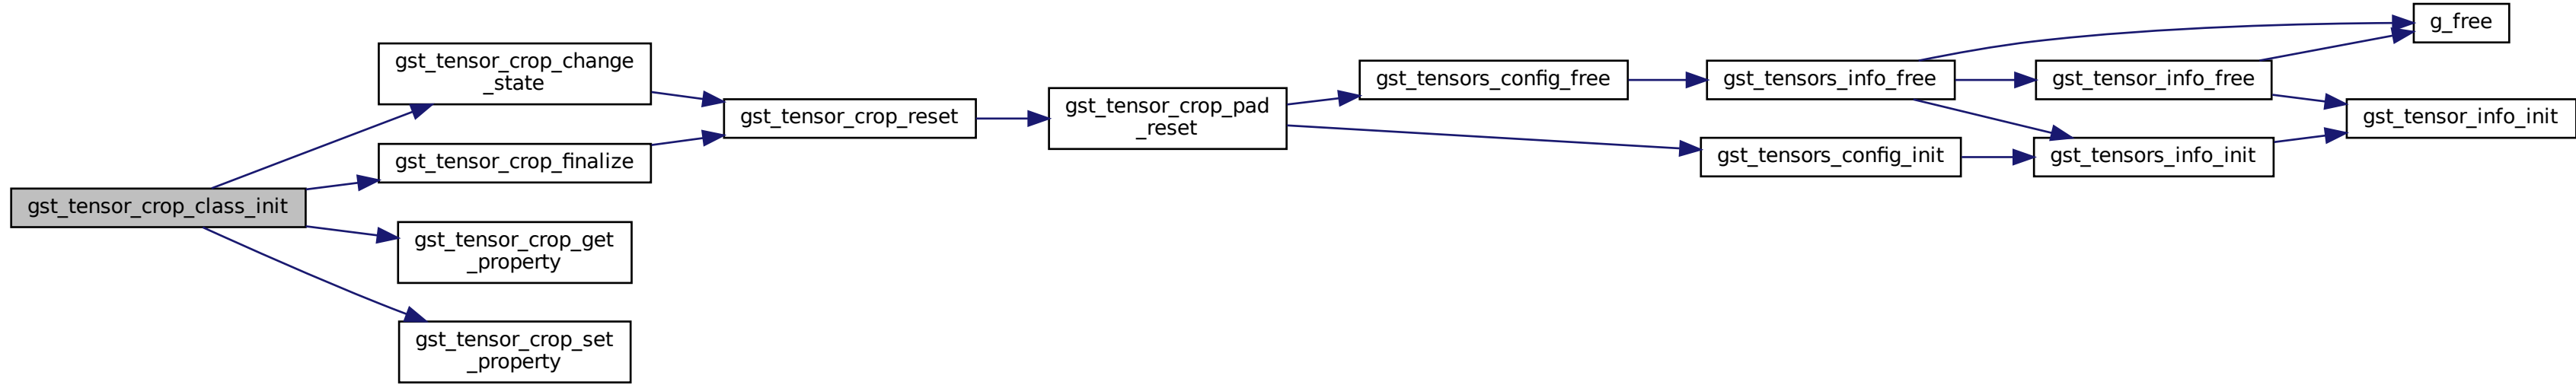 gst_tensor_crop_class_init
gst_tensor_crop_change
_state
gst_tensor_crop_finalize
gst_tensor_crop_get
_property
gst_tensor_crop_set
_property
gst_tensor_crop_reset
gst_tensor_crop_pad
_reset
gst_tensors_config_free
gst_tensors_config_init
gst_tensors_info_free
gst_tensor_info_free
gst_tensors_info_init
g_free
gst_tensor_info_init